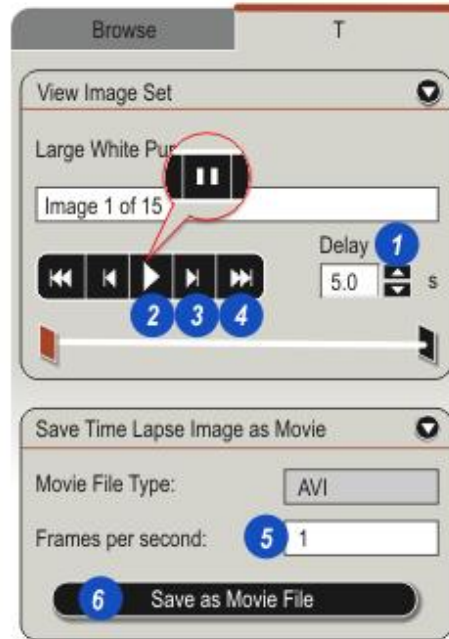 Browse T
View Image Set
Large White Pur
Image 1 of 15
Delay 1
5.0 s
2 3 4
Save Time Lapse Image as Movie
Movie File Type: AVI
Frames per second: 5 1
6 Save as Movie File